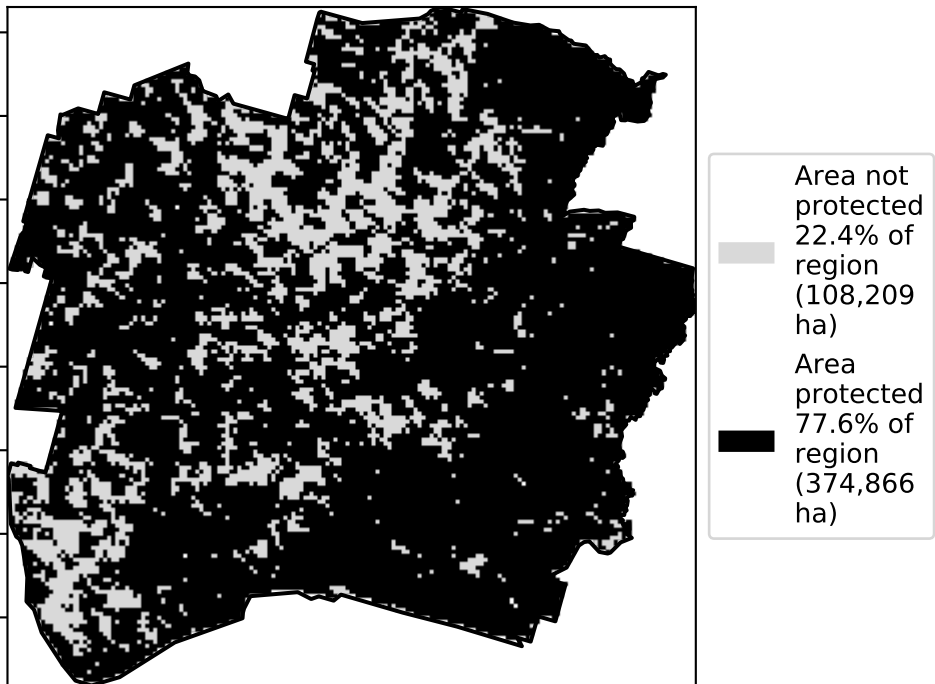 Area not
protected
22.4% of
region
(108,209
ha)
Area
protected
77.6% of
region
(374,866
ha)